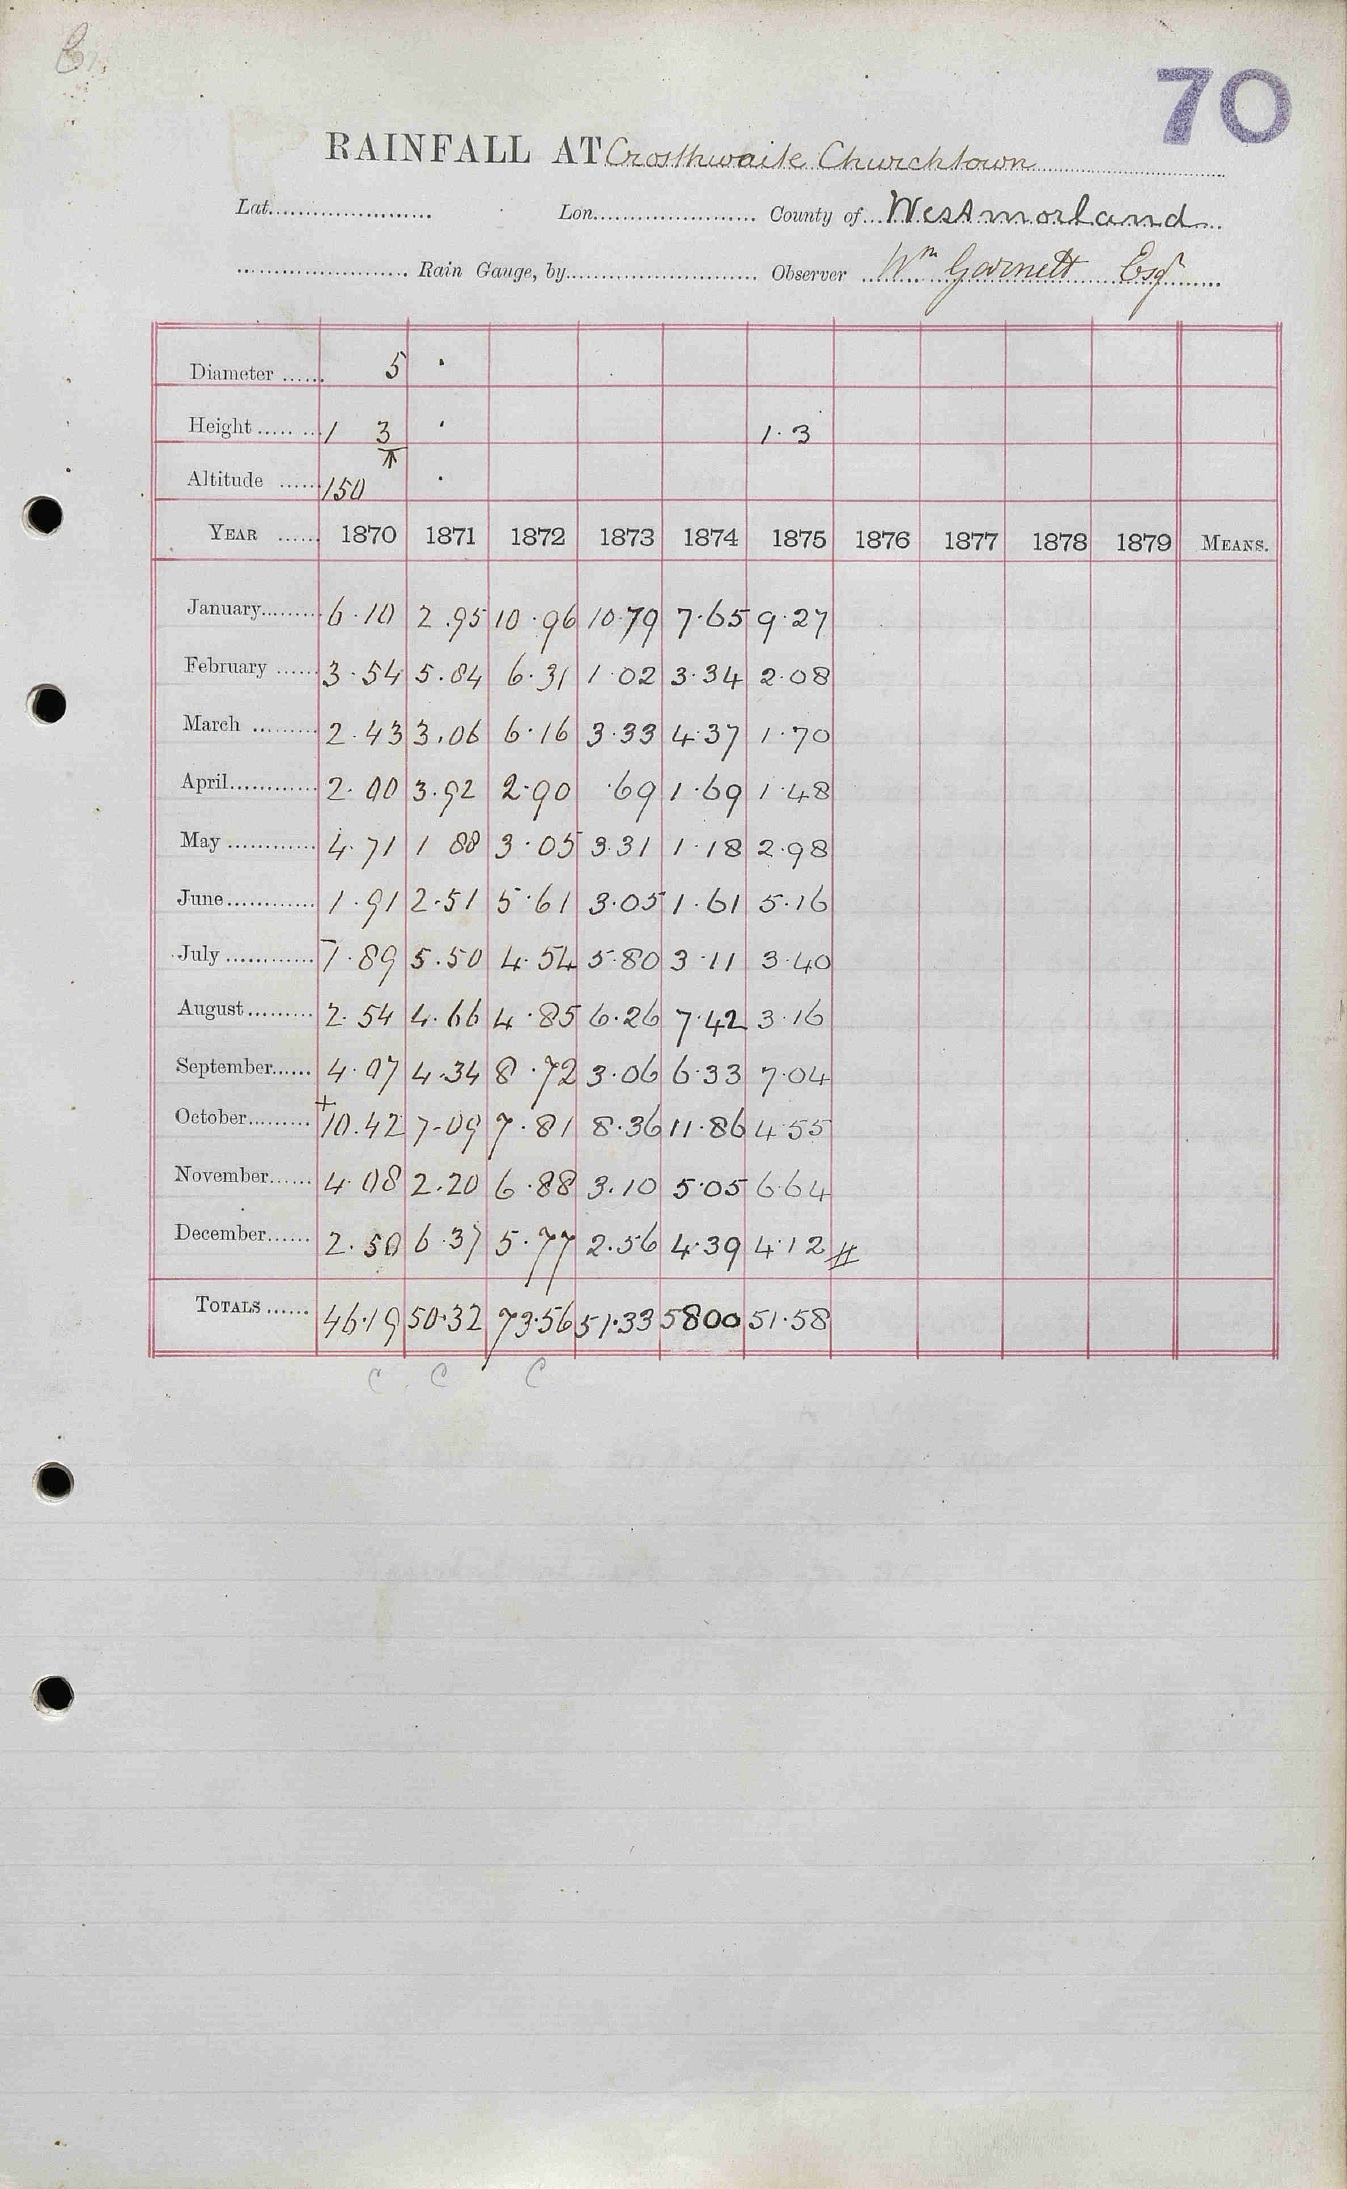 70
RAINFALL AT Crosthwaite Churchtown
Lat. Lon. County of Westmorland
Rain Gauge, by Observer Wm Garnett Esqr
Diameter 5 ·
Height 1 3 · 1·3
Altitude 150 ·
YEAR 1870 1871 1872 1873 1874 1875 1876 1877 1878 1879 MEANS.
January 6·10 2.95 10·96 10·79 7·65 9·27
February 3·54 5.84 6·31 1·02 3·34 2·08
March 2·43 3.06 6·16 3·33 4·37 1·70
April 2·00 3.92 2·90 ·69 1·69 1·48
May 4·71 1 88 3·05 3·31 1·18 2·98
June 1·91 2·51 5·61 3·05 1·61 5·16
July – 1·89 5.50 4·54 5·80 3·11 3·40
August 2·54 4.66 4·85 6·26 7·42 3·16
September 4·07 4·34 8·72 3·06 6·33 7·04
October + 10.42 7·09 7·81 8·36 11·86 4·55
November 4·08 2.20 6·88 3.10 5·05 6·64
December 2·50 6·37 5·77 2·56 4·39 4·12 #
TOTALS 46·19 50·32 73·56 51·33 5800 51·58
C C C